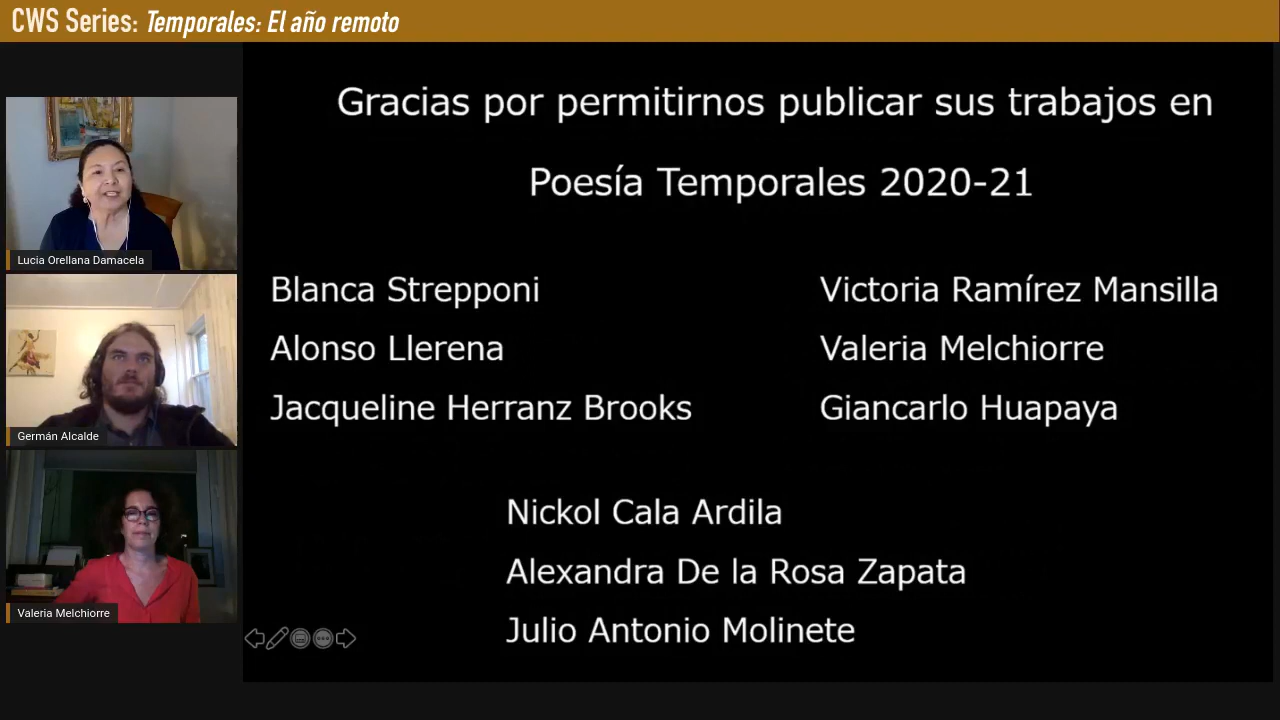 CWS Series: Temporales: El año remoto
Gracias por permitirnos publicar sus trabajos en
Poesía Temporales 2020-21
Blanca Strepponi
Victoria Ramírez Mansilla
Alonso Llerena
Valeria Melchiorre
Jacqueline Herranz Brooks
Giancarlo Huapaya
Nickol Cala Ardila
Alexandra De la Rosa Zapata
Julio Antonio Molinete
Lucia Orellana Damacela
Germán Alcalde
Valeria Melchiorre